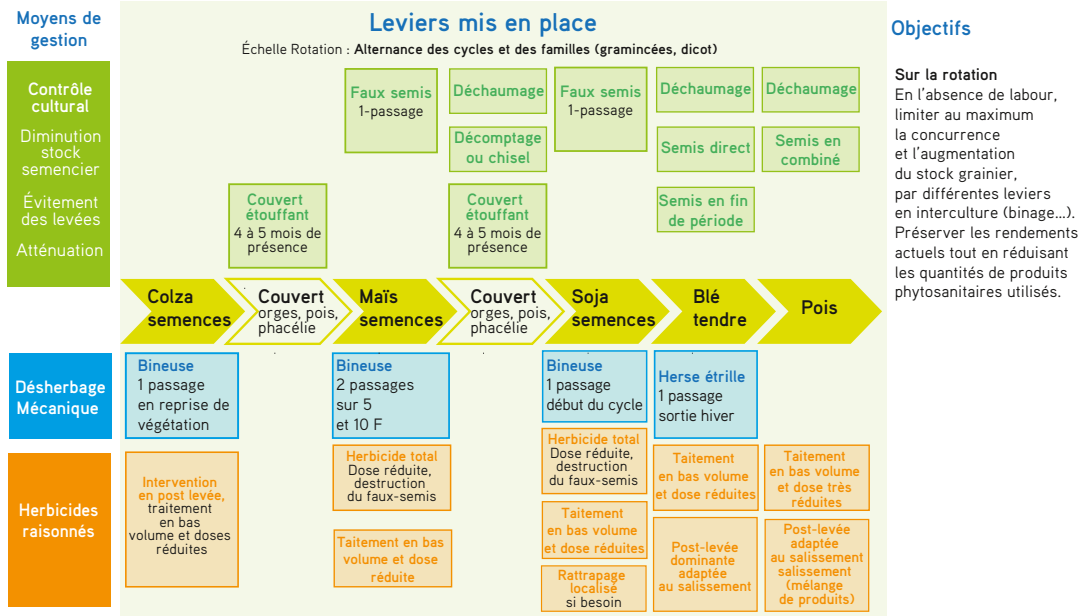 Moyens de
gestion
Leviers mis en place
Échelle Rotation : Alternance des cycles et des familles (gramincées, dicot)
Objectifs
Contrôle
cultural
Diminution
stock
semencier
Évitement
des levées
Atténuation
Faux semis
1-passage
Déchaumage
Décomptage
ou chisel
Faux semis
1-passage
Déchaumage
Semis direct
Semis en fin
de période
Déchaumage
Semis en
combiné
Couvert
étouffant
4 à 5 mois de
présence
Couvert
étouffant
4 à 5 mois de
présence
Sur la rotation
En l'absence de labour,
limiter au maximum
la concurrence
et l'augmentation
du stock grainier,
par différentes leviers
en interculture (binage...).
Préserver les rendements
actuels tout en réduisant
les quantités de produits
phytosanitaires utilisés.
Colza
semences
Couvert
orges, pois,
phacélie
Maïs
semences
Couvert
orges, pois,
phacélie
Soja
semences
Blé
tendre
Pois
Désherbage
Mécanique
Bineuse
1 passage
en reprise de
végétation
Bineuse
2 passages
sur 5
et 10 F
Bineuse
1 passage
début du cycle
Herse étrille
1 passage
sortie hiver
Herbicides
raisonnés
Intervention
en post levée,
traitement
en bas
volume et doses
réduites
Herbicide total
Dose réduite,
destruction
du faux-semis
Taitement en bas
volume et dose
réduite
Herbicide total
Dose réduite,
destruction
du faux-semis
Taitement
en bas volume
et dose réduites
Rattrapage
localisé
si besoin
Taitement
en bas volume
et dose réduites
Post-levée
dominante
adaptée
au salissement
Taitement
en bas volume
et dose très
réduites
Post-levée
adaptée
au salissement
salissement
(mélange
de produits)